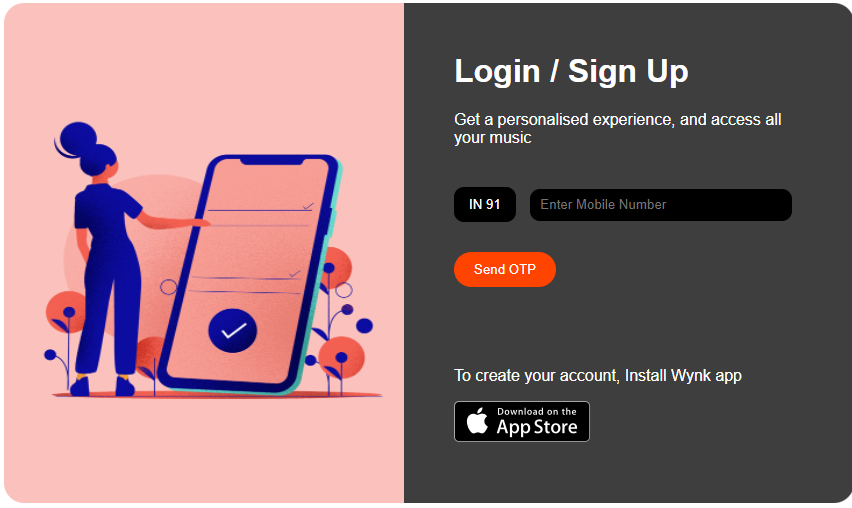 Login / Sign Up
Get a personalised experience, and access all
your music
IN 91
Enter Mobile Number
Send OTP
To create your account, Install Wynk app
Download on the
App Store